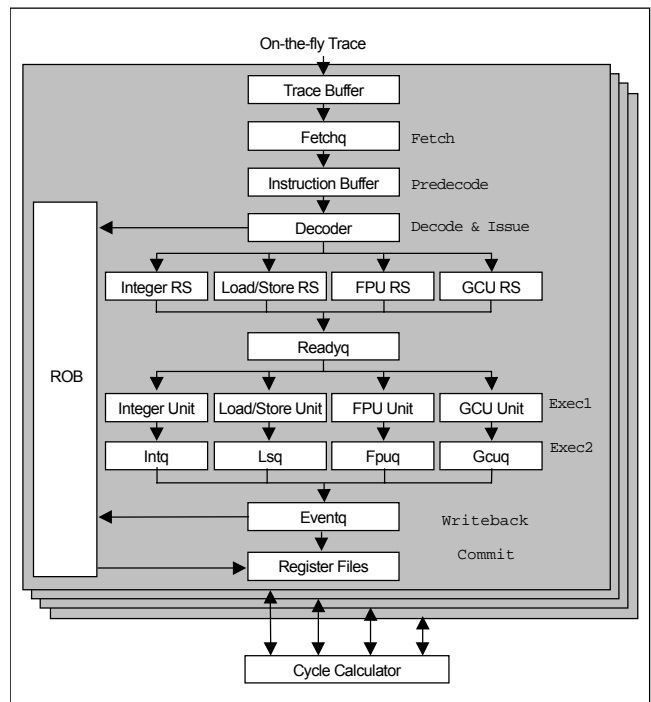 On-the-fly Trace
Trace Buffer
Fetchq Fetch
Instruction Buffer Predecode
Decoder Decode & Issue
Integer RS Load/Store RS FPU RS GCU RS
Readyq
ROB
Integer Unit Load/Store Unit FPU Unit GCU Unit Exec1
Intq Lsq Fpuq Gcuq Exec2
Eventq Writeback
Commit
Register Files
Cycle Calculator